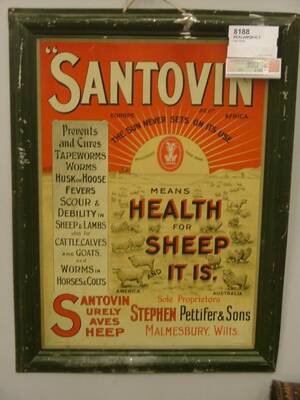 8188
"SANTOVIN"
EUROPE
AFRICA
THE SUN NEVER SETS ON ITS USE
Prevents
and Cures
TAPEWORMS
WORMS
HUSK OR HOOSE
FEVERS
SCOUR &
DEBILITY IN
SHEEP & LAMBS
also for
CATTLE, CALVES
AND GOATS.
and
WORMS IN
HORSES & COLTS
MEANS
HEALTH
FOR
SHEEP
AND IT IS.
AMERICA
AUSTRALIA
SANTOVIN
SURELY
SAVES
SHEEP
Sole Proprietors
STEPHEN Pettifer & Sons
MALMESBURY, Wilts.